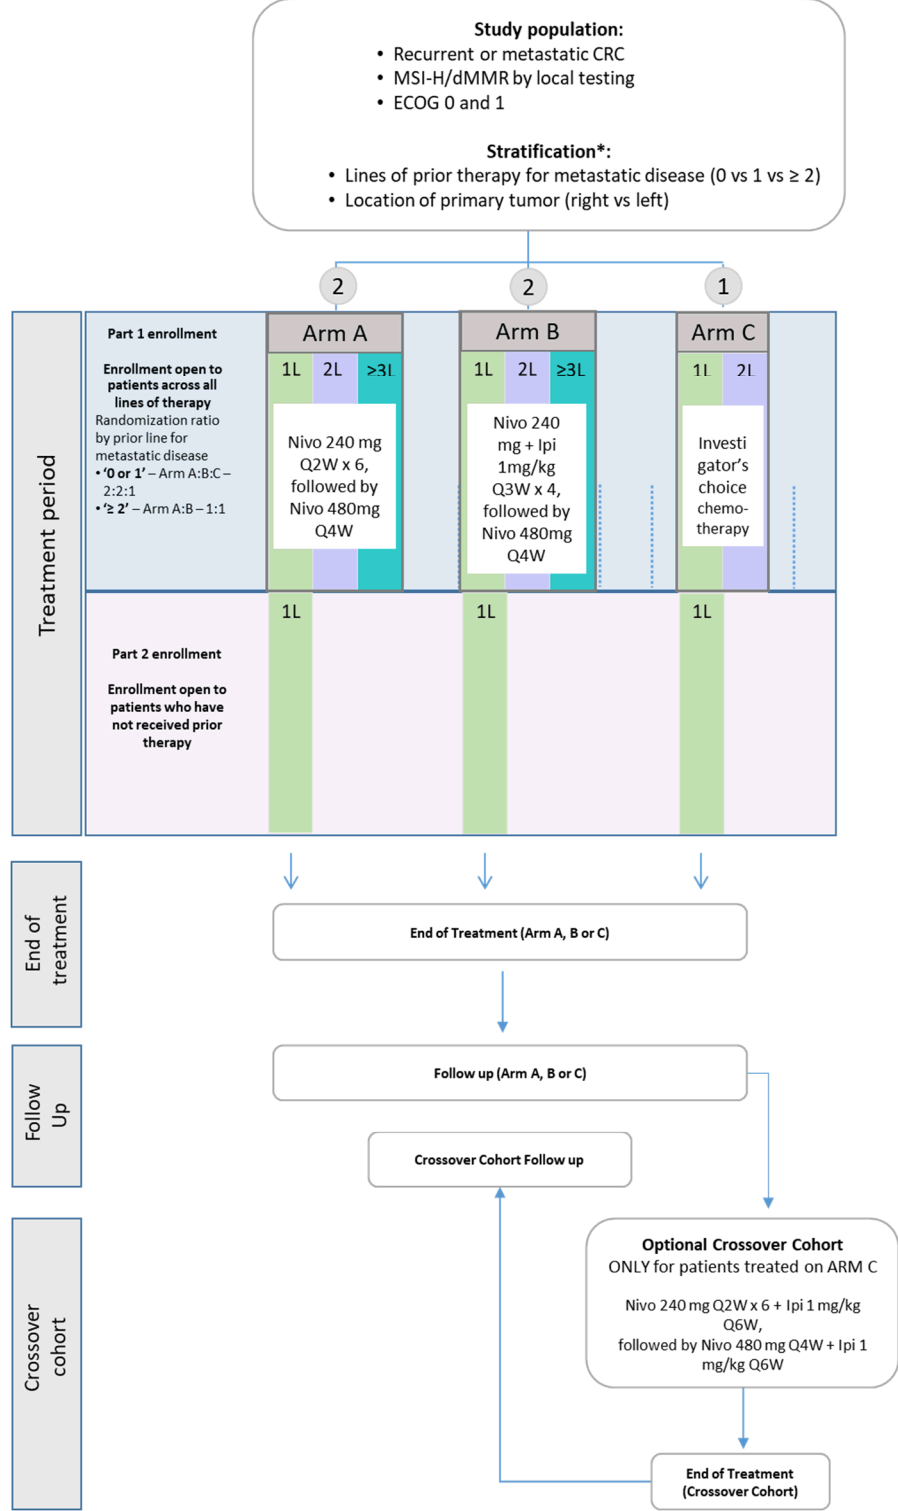 Study population:
• Recurrent or metastatic CRC
• MSI-H/dMMR by local testing
• ECOG 0 and 1
Stratification*:
• Lines of prior therapy for metastatic disease (0 vs 1 vs ≥ 2)
• Location of primary tumor (right vs left)
2
2
1
Treatment period
Part 1 enrollment
Enrollment open to
patients across all
lines of therapy
Randomization ratio
by prior line for
metastatic disease
• ‘0 or 1’ – Arm A:B:C –
2:2:1
• ‘≥ 2’ – Arm A:B – 1:1
Arm A
1L 2L ≥3L
Nivo 240 mg
Q2W x 6,
followed by
Nivo 480mg
Q4W
Arm B
1L 2L ≥3L
Nivo 240
mg + Ipi
1mg/kg
Q3W x 4,
followed by
Nivo 480mg
Q4W
Arm C
1L 2L
Investi
gator’s
choice
chemo-
therapy
Part 2 enrollment
Enrollment open to
patients who have
not received prior
therapy
1L
1L
1L
End of
treatment
End of Treatment (Arm A, B or C)
Follow
Up
Follow up (Arm A, B or C)
Crossover Cohort Follow up
Crossover
cohort
Optional Crossover Cohort
ONLY for patients treated on ARM C
Nivo 240 mg Q2W x 6 + Ipi 1 mg/kg
Q6W,
followed by Nivo 480 mg Q4W + Ipi 1
mg/kg Q6W
End of Treatment
(Crossover Cohort)